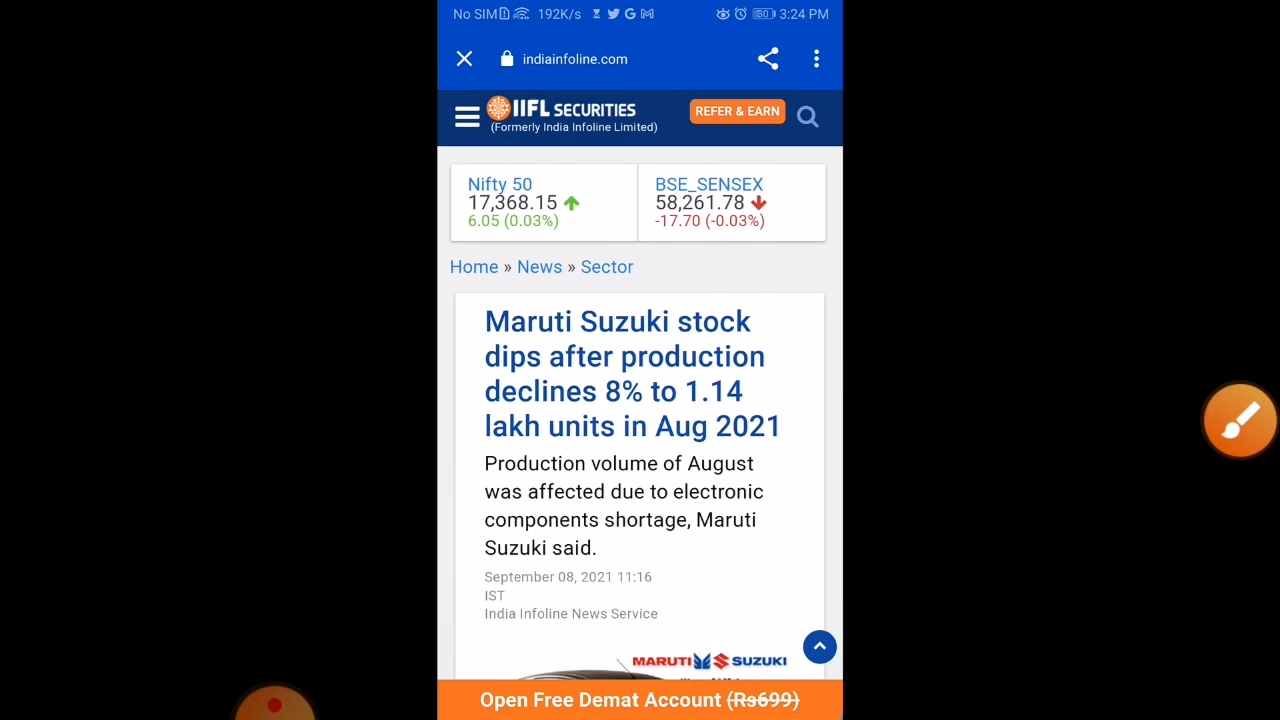 No SIM 192K/s 80 3:24 PM
indiainfoline.com
IIFL SECURITIES
(Formerly India Infoline Limited)
REFER & EARN
Nifty 50
17,368.15
6.05 (0.03%)
BSE_SENSEX
58,261.78
-17.70 (-0.03%)
Home » News » Sector
Maruti Suzuki stock
dips after production
declines 8% to 1.14
lakh units in Aug 2021
Production volume of August
was affected due to electronic
components shortage, Maruti
Suzuki said.
September 08, 2021 11:16
IST
India Infoline News Service
MARUTI SUZUKI
Open Free Demat Account (Rs699)